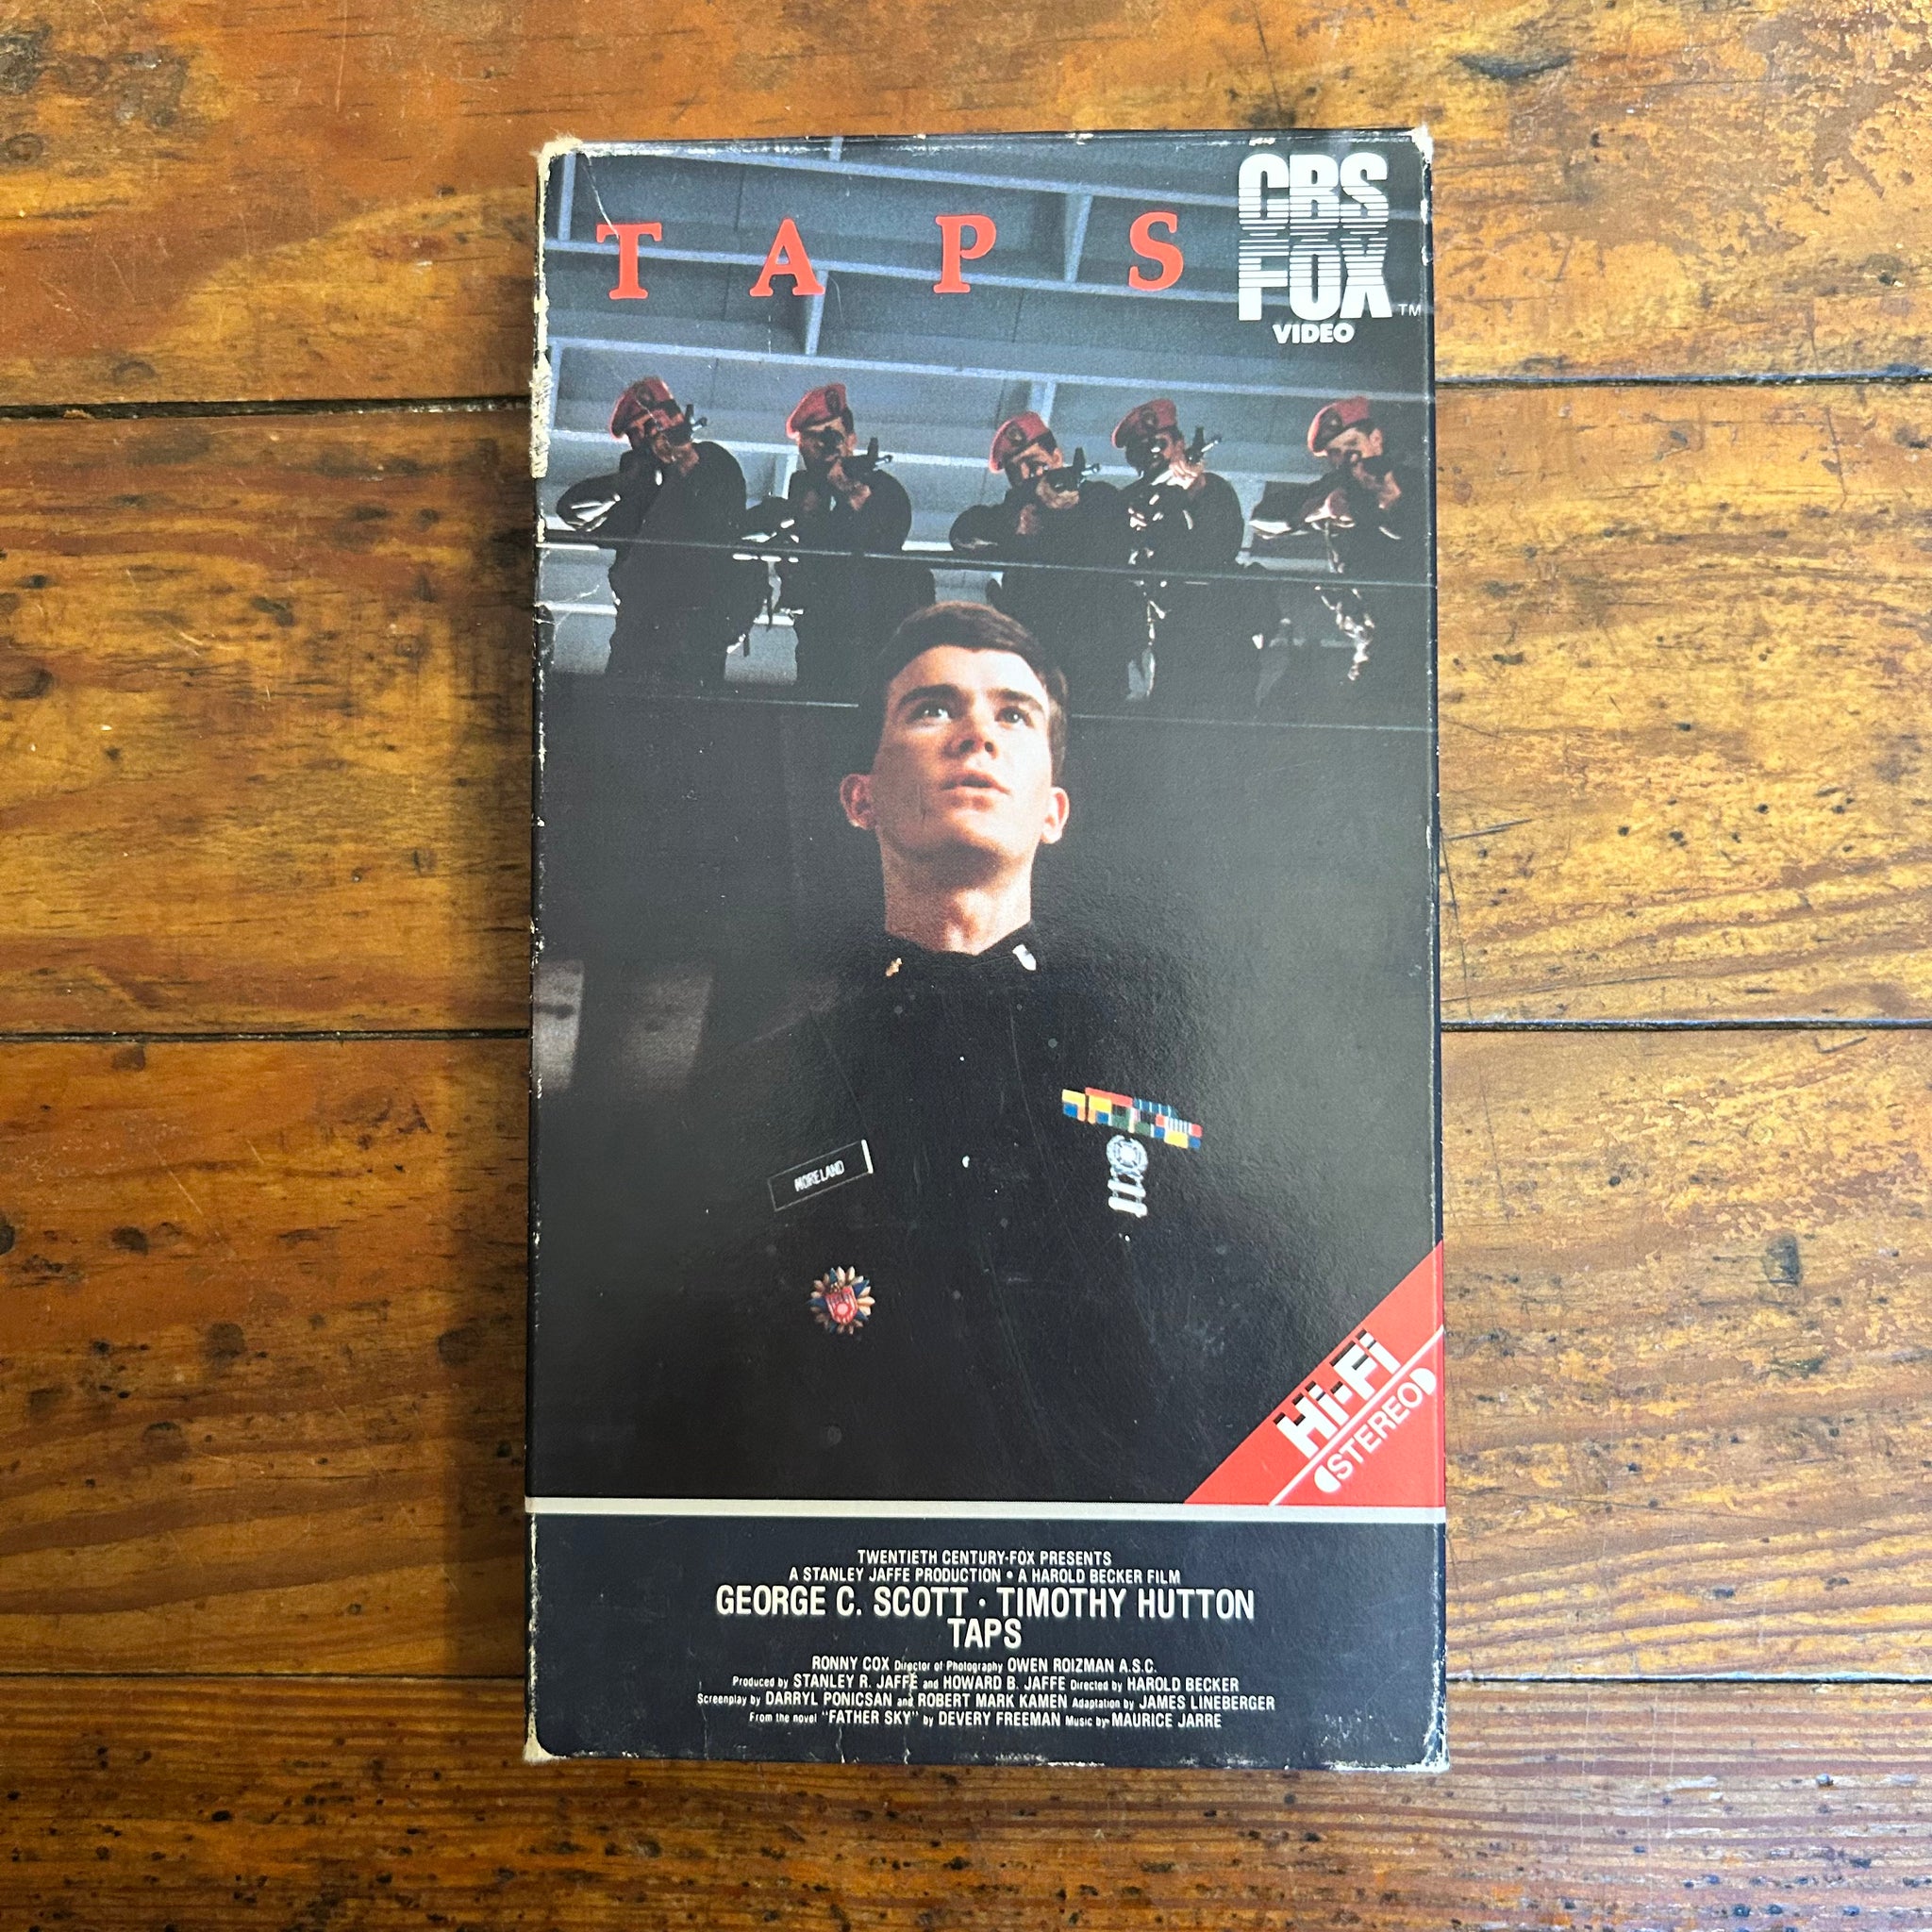 TAPS
CBS
FOX™
VIDEO
MORELAND
Hi-Fi
STEREO
TWENTIETH CENTURY-FOX PRESENTS
A STANLEY JAFFE PRODUCTION • A HAROLD BECKER FILM
GEORGE C. SCOTT · TIMOTHY HUTTON
TAPS
RONNY COX Director of Photography OWEN ROIZMAN A.S.C.
Produced by STANLEY R. JAFFE and HOWARD B. JAFFE Directed by HAROLD BECKER
Screenplay by DARRYL PONICSAN and ROBERT MARK KAMEN Adaptation by JAMES LINEBERGER
From the novel "FATHER SKY" by DEVERY FREEMAN Music by MAURICE JARRE